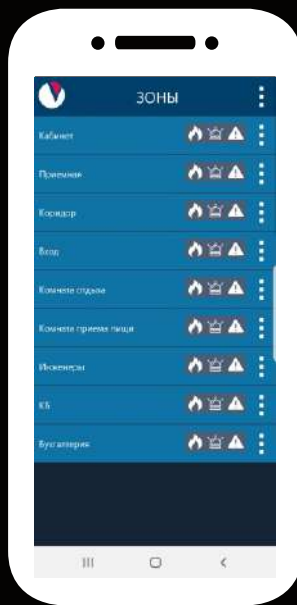 ЗОНЫ
Кабинет
Приемная
Коридор
Вход
Комната отдыха
Комната приема пищи
Инженеры
КБ
Бухгалтерия